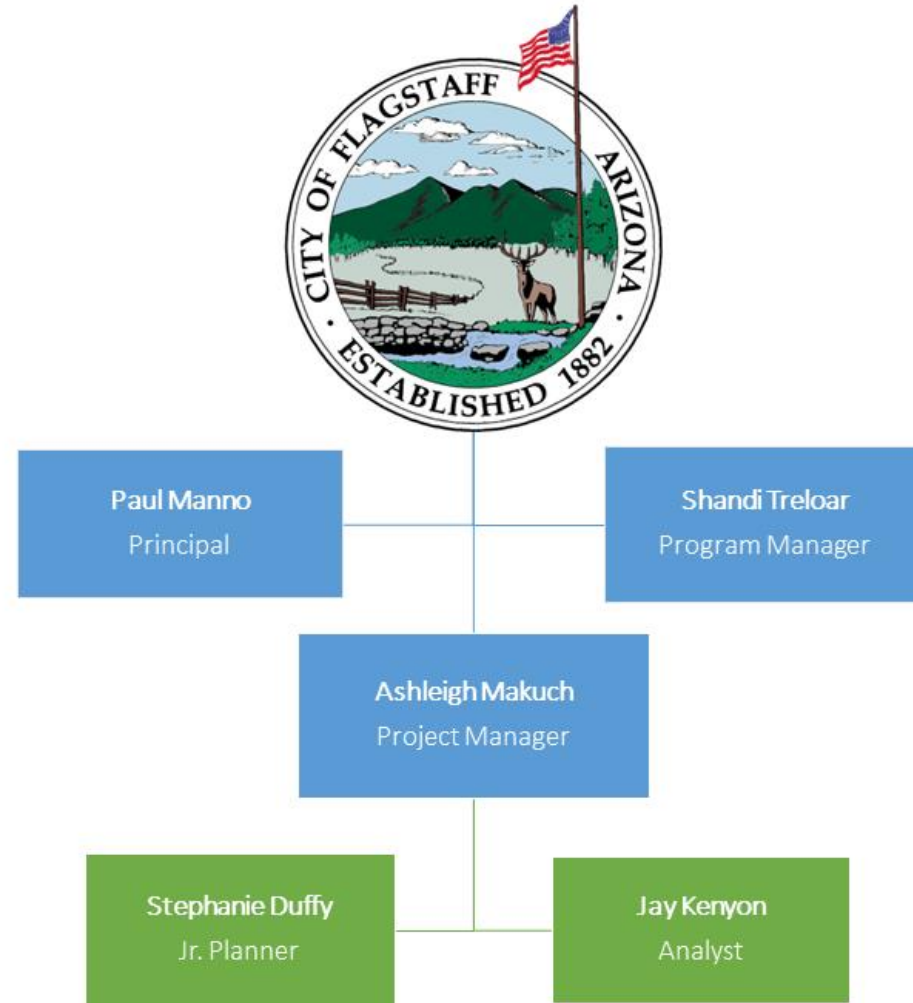 CITY OF FLAGSTAFF ARIZONA
· ESTABLISHED 1882 ·
Paul Manno
Principal
Shandi Treloar
Program Manager
Ashleigh Makuch
Project Manager
Stephanie Duffy
Jr. Planner
Jay Kenyon
Analyst